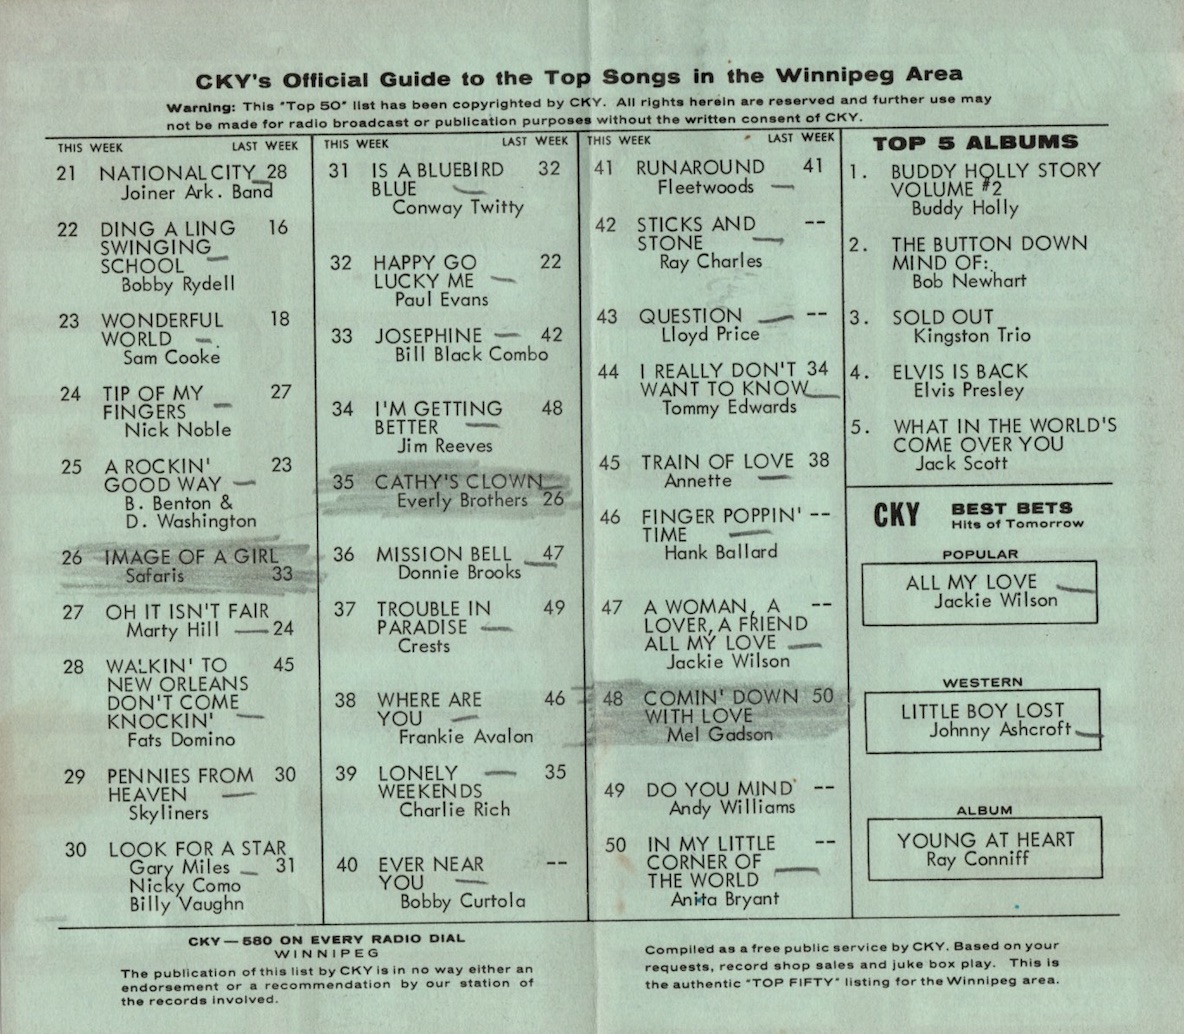 CKY's Official Guide to the Top Songs in the Winnipeg Area
Warning: This "Top 50" list has been copyrighted by CKY. All rights herein are reserved and further use may
not be made for radio broadcast or publication purposes without the written consent of CKY.
THIS WEEK LAST WEEK
21 NATIONAL CITY 28
Joiner Ark. Band
22 DING A LING 16
SWINGING
SCHOOL
Bobby Rydell
23 WONDERFUL 18
WORLD
Sam Cooke
24 TIP OF MY 27
FINGERS
Nick Noble
25 A ROCKIN' 23
GOOD WAY
B. Benton &
D. Washington
26 IMAGE OF A GIRL
Safaris 33
27 OH IT ISN'T FAIR
Marty Hill 24
28 WALKIN' TO 45
NEW ORLEANS
DON'T COME
KNOCKIN'
Fats Domino
29 PENNIES FROM 30
HEAVEN
Skyliners
30 LOOK FOR A STAR
Gary Miles 31
Nicky Como
Billy Vaughn
THIS WEEK LAST WEEK
31 IS A BLUEBIRD 32
BLUE
Conway Twitty
32 HAPPY GO 22
LUCKY ME
Paul Evans
33 JOSEPHINE 42
Bill Black Combo
34 I'M GETTING 48
BETTER
Jim Reeves
35 CATHY'S CLOWN
Everly Brothers 26
36 MISSION BELL 47
Donnie Brooks
37 TROUBLE IN 49
PARADISE
Crests
38 WHERE ARE 46
YOU
Frankie Avalon
39 LONELY 35
WEEKENDS
Charlie Rich
40 EVER NEAR --
YOU
Bobby Curtola
THIS WEEK LAST WEEK
41 RUNAROUND 41
Fleetwoods
42 STICKS AND --
STONE
Ray Charles
43 QUESTION --
Lloyd Price
44 I REALLY DON'T 34
WANT TO KNOW
Tommy Edwards
45 TRAIN OF LOVE 38
Annette
46 FINGER POPPIN' --
TIME
Hank Ballard
47 A WOMAN, A --
LOVER, A FRIEND
ALL MY LOVE
Jackie Wilson
48 COMIN' DOWN 50
WITH LOVE
Mel Gadson
49 DO YOU MIND --
Andy Williams
50 IN MY LITTLE --
CORNER OF
THE WORLD
Anita Bryant
TOP 5 ALBUMS
1. BUDDY HOLLY STORY
VOLUME #2
Buddy Holly
2. THE BUTTON DOWN
MIND OF:
Bob Newhart
3. SOLD OUT
Kingston Trio
4. ELVIS IS BACK
Elvis Presley
5. WHAT IN THE WORLD'S
COME OVER YOU
Jack Scott
CKY BEST BETS
Hits of Tomorrow
POPULAR
ALL MY LOVE
Jackie Wilson
WESTERN
LITTLE BOY LOST
Johnny Ashcroft
ALBUM
YOUNG AT HEART
Ray Conniff
CKY—580 ON EVERY RADIO DIAL
WINNIPEG
The publication of this list by CKY is in no way either an
endorsement or a recommendation by our station of
the records involved.
Compiled as a free public service by CKY. Based on your
requests, record shop sales and juke box play. This is
the authentic "TOP FIFTY" listing for the Winnipeg area.